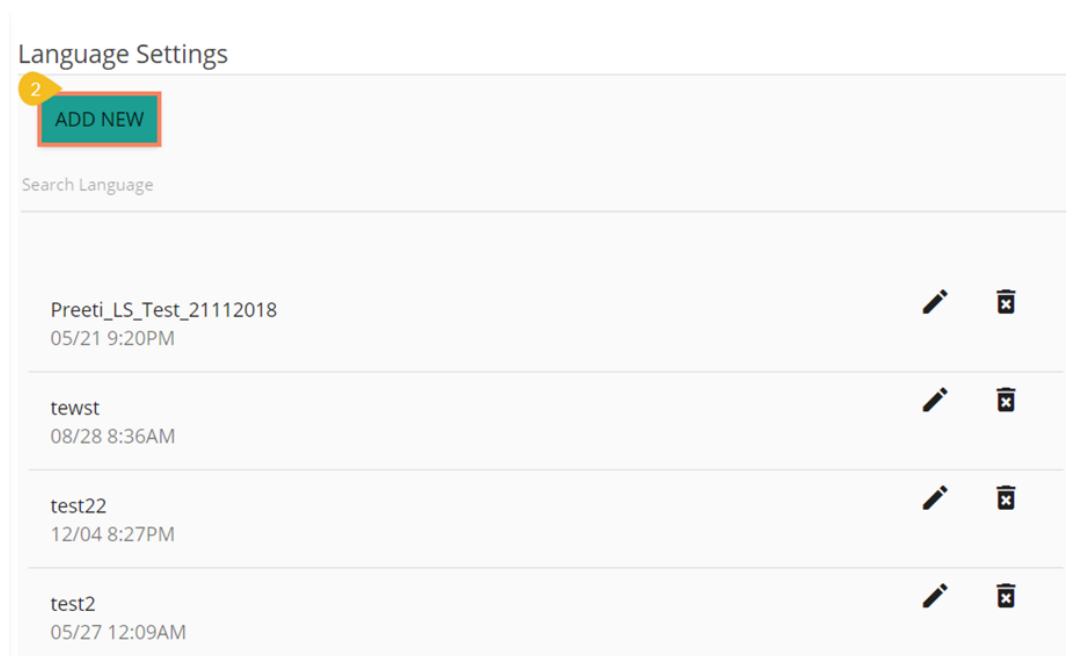 Language Settings
2
ADD NEW
Search Language
Preeti_LS_Test_21112018
05/21 9:20PM
tewst
08/28 8:36AM
test22
12/04 8:27PM
test2
05/27 12:09AM